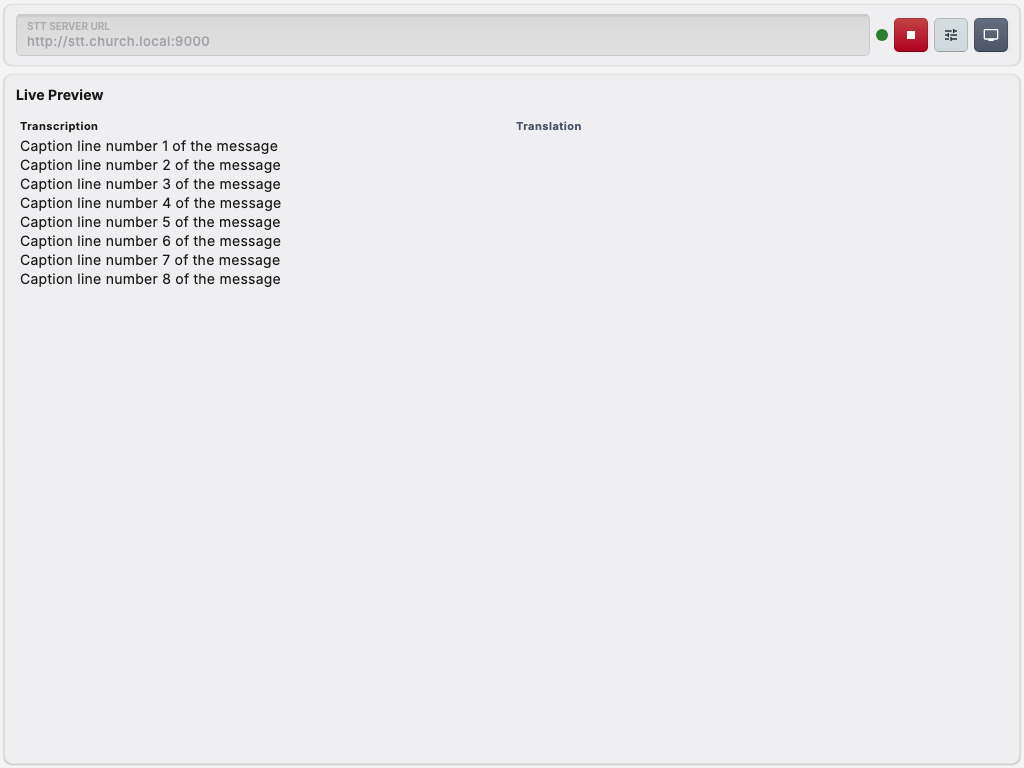 STT SERVER URL
http://stt.church.local:9000
Live Preview
Transcription
Caption line number 1 of the message
Caption line number 2 of the message
Caption line number 3 of the message
Caption line number 4 of the message
Caption line number 5 of the message
Caption line number 6 of the message
Caption line number 7 of the message
Caption line number 8 of the message
Translation